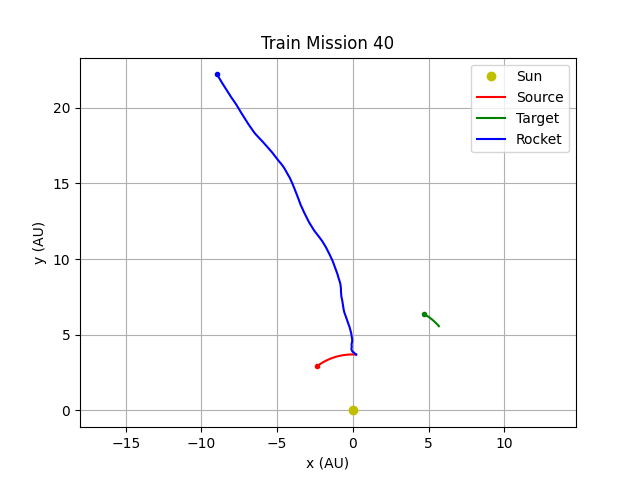 Train Mission 40
Sun
Source
Target
Rocket
20
15
10
5
0
−15
−10
−5
0
5
10
y (AU)
x (AU)